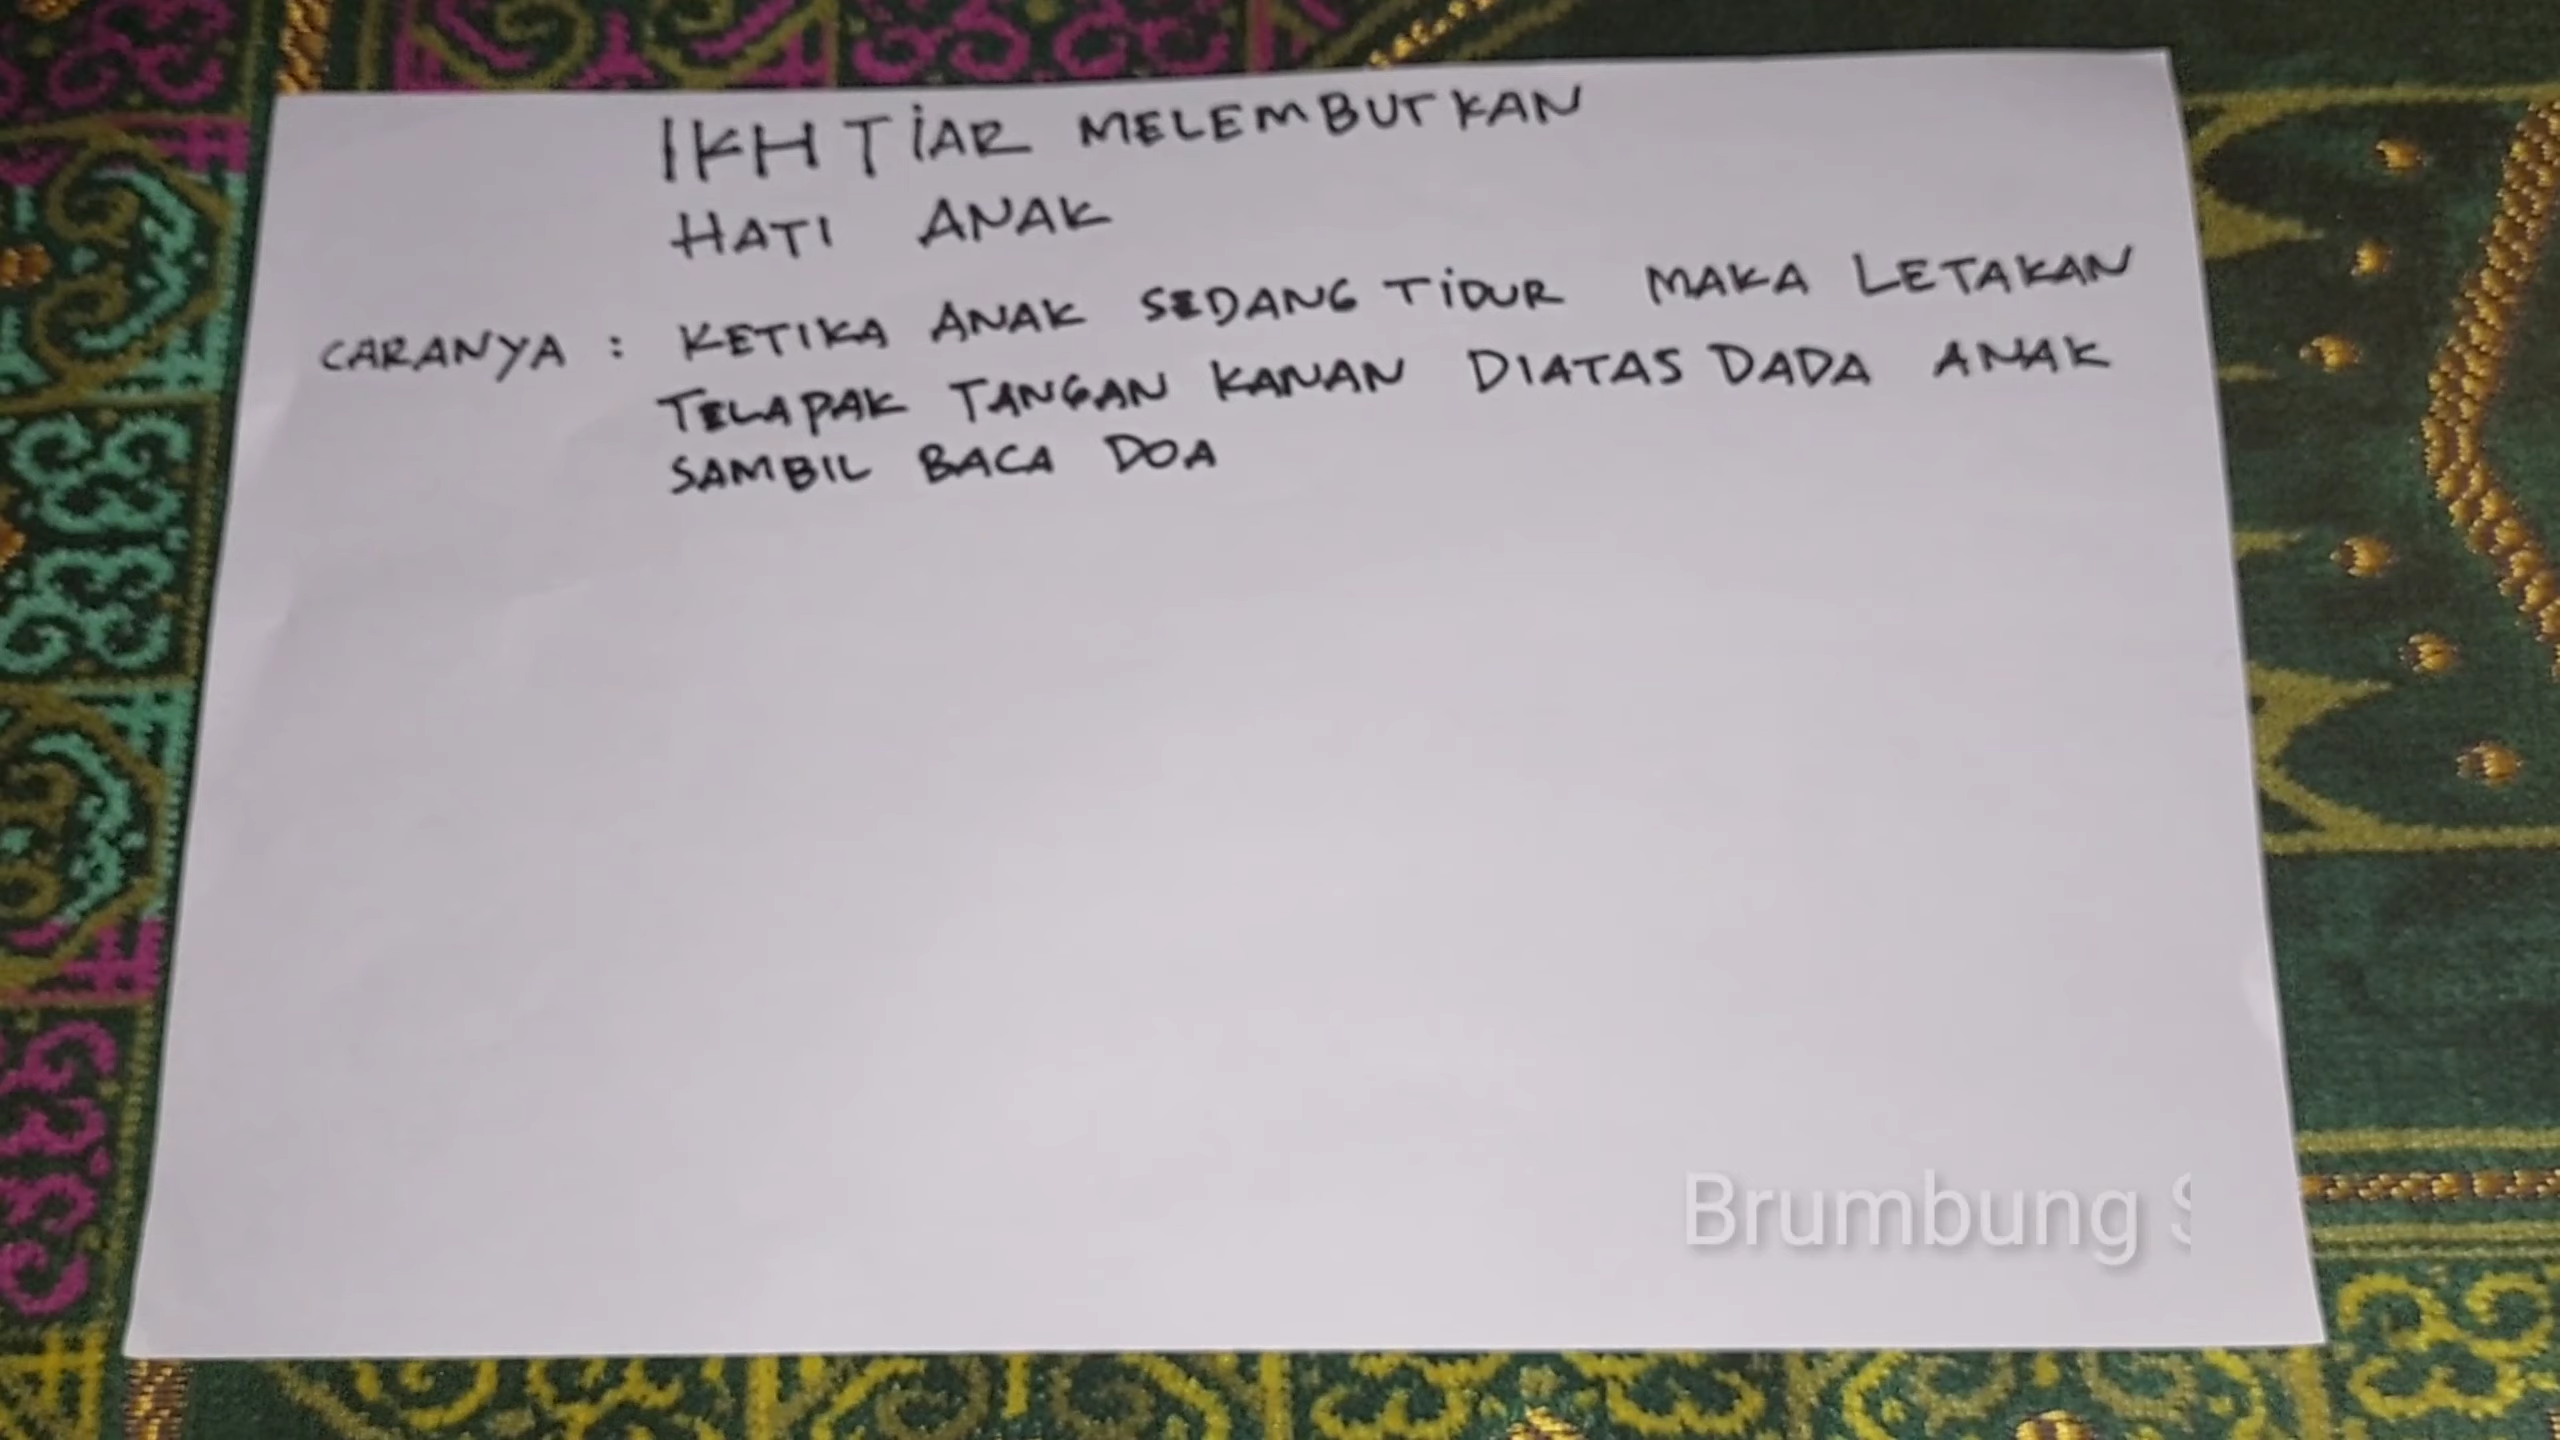 IKHTIAR MELEMBUTKAN
HATI ANAK
CARANYA : KETIKA ANAK SEDANG TIDUR MAKA LETAKAN
TELAPAK TANGAN KANAN DIATAS DADA ANAK
SAMBIL BACA DOA
Brumbung S